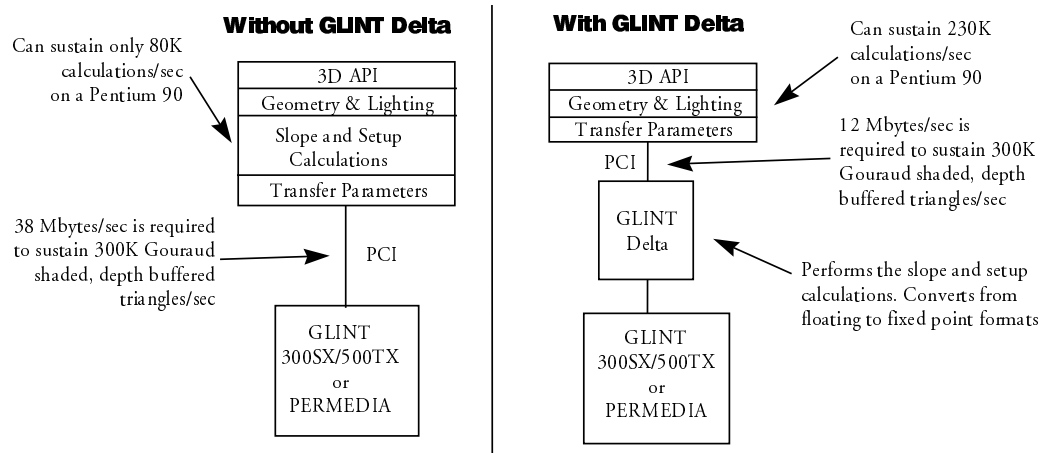 Without GLINT Delta
Can sustain only 80K
calculations/sec
on a Pentium 90
3D API
Geometry & Lighting
Slope and Setup
Calculations
Transfer Parameters
38 Mbytes/sec is required
to sustain 300K Gouraud
shaded, depth buffered
triangles/sec
PCI
GLINT
300SX/500TX
or
PERMEDIA
With GLINT Delta
Can sustain 230K
calculations/sec
on a Pentium 90
3D API
Geometry & Lighting
Transfer Parameters
12 Mbytes/sec is
required to sustain 300K
Gouraud shaded, depth
buffered triangles/sec
PCI
GLINT
Delta
Performs the slope and setup
calculations. Converts from
floating to fixed point formats
GLINT
300SX/500TX
or
PERMEDIA